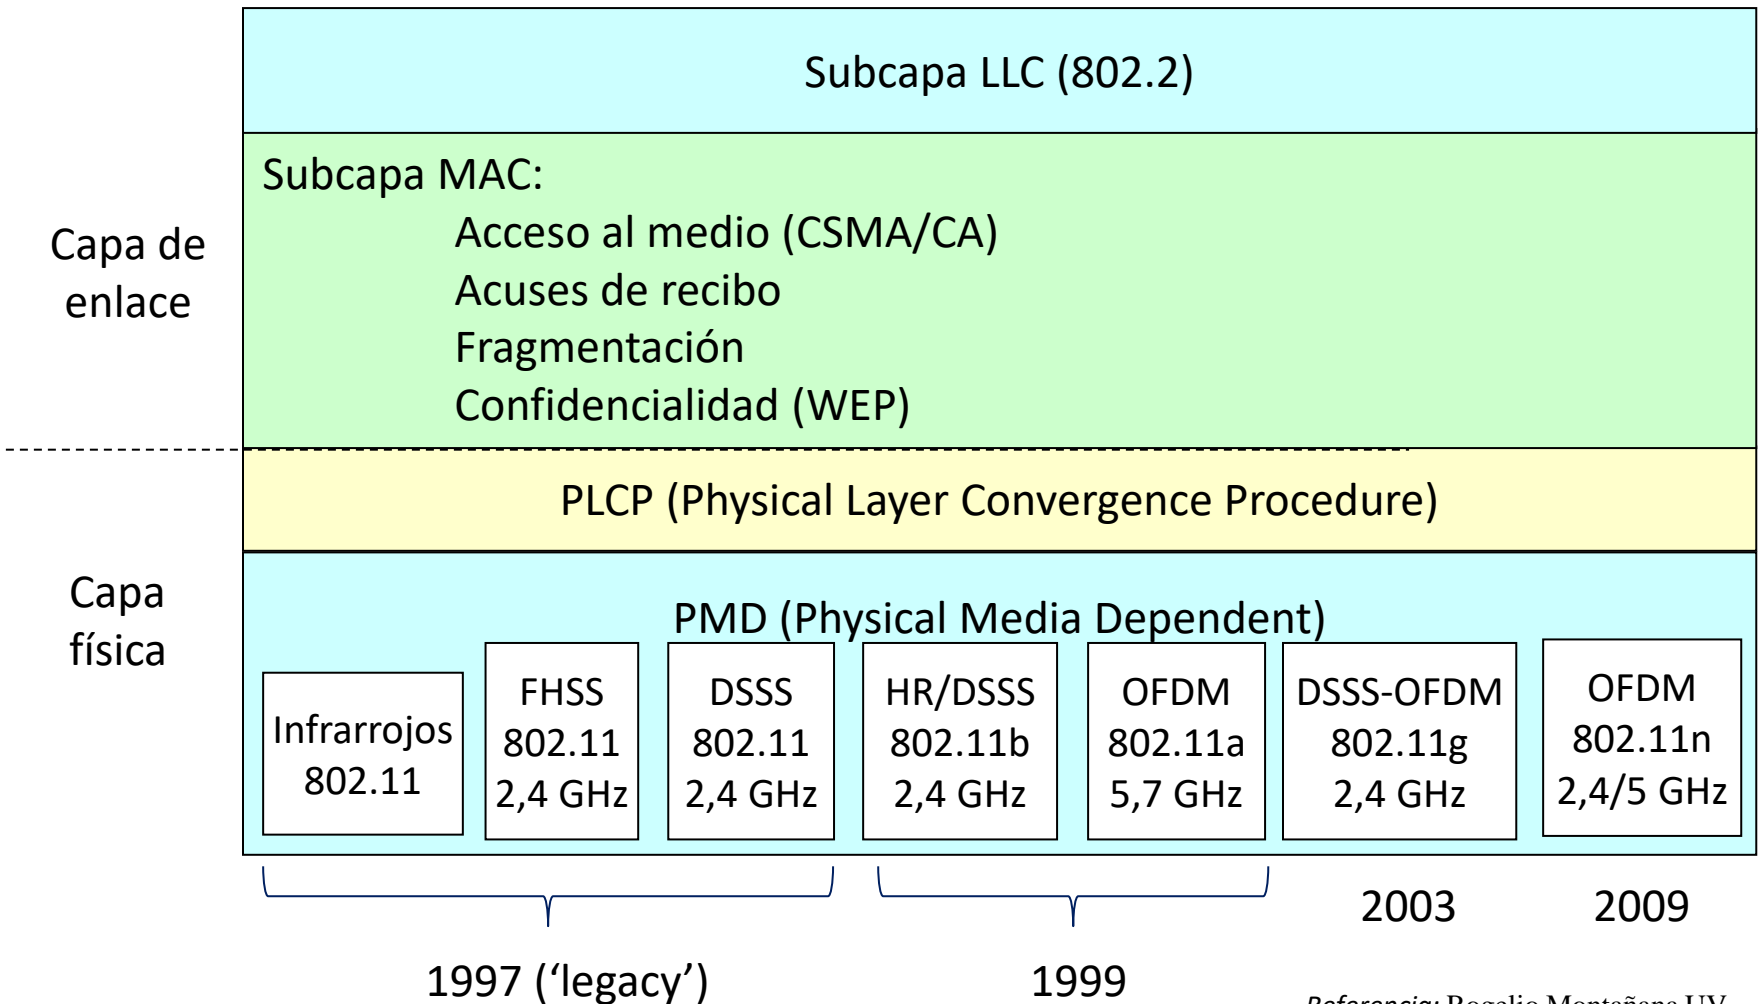 Subcapa LLC (802.2)
Subcapa MAC:
Acceso al medio (CSMA/CA)
Acuses de recibo
Fragmentación
Confidencialidad (WEP)
Capa de
enlace
PLCP (Physical Layer Convergence Procedure)
Capa
física
PMD (Physical Media Dependent)
Infrarrojos
802.11
FHSS
802.11
2,4 GHz
DSSS
802.11
2,4 GHz
HR/DSSS
802.11b
2,4 GHz
OFDM
802.11a
5,7 GHz
DSSS-OFDM
802.11g
2,4 GHz
OFDM
802.11n
2,4/5 GHz
1997 (‘legacy’)
1999
2003
2009
Referencia: Rogelio Montañana UV